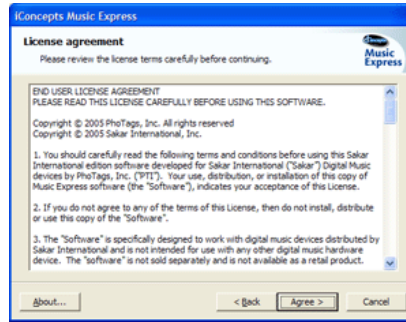 iConcepts Music Express
License agreement
Please review the license terms carefully before continuing.
iConcepts
Music
Express
END USER LICENSE AGREEMENT
PLEASE READ THIS LICENSE CAREFULLY BEFORE USING THIS SOFTWARE.
Copyright © 2005 PhoTags, Inc. All rights reserved
Copyright © 2005 Sakar International, Inc.
1. You should carefully read the following terms and conditions before using this Sakar
International edition software developed for Sakar International ("Sakar") Digital Music
devices by PhoTags, Inc. ("PTI"). Your use, distribution, or installation of this copy of
Music Express software (the "Software"), indicates your acceptance of this License.
2. If you do not agree to any of the terms of this License, then do not install, distribute
or use this copy of the "Software".
3. The "Software" is specifically designed to work with digital music devices distributed by
Sakar International and is not intended for use with any other digital music hardware
device. The "software" is not sold separately and is not available as a retail product.
About...
< Back
Agree >
Cancel